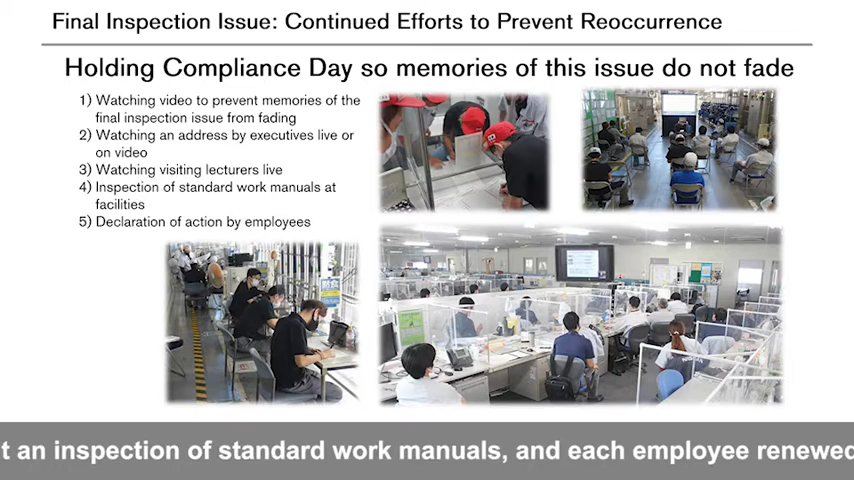 Final Inspection Issue: Continued Efforts to Prevent Reoccurrence
Holding Compliance Day so memories of this issue do not fade
1) Watching video to prevent memories of the
final inspection issue from fading
2) Watching an address by executives live or
on video
3) Watching visiting lecturers live
4) Inspection of standard work manuals at
facilities
5) Declaration of action by employees
t an inspection of standard work manuals, and each employee renewed